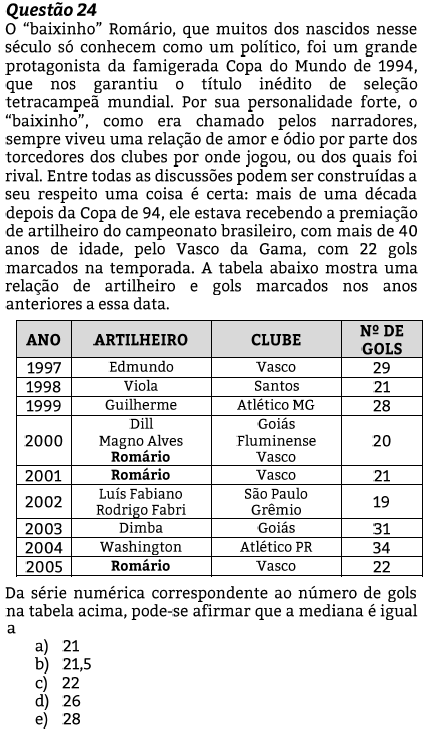 Questão 24
O “baixinho” Romário, que muitos dos nascidos nesse
século só conhecem como um político, foi um grande
protagonista da famigerada Copa do Mundo de 1994,
que nos garantiu o título inédito de seleção
tetracampeã mundial. Por sua personalidade forte, o
“baixinho”, como era chamado pelos narradores,
sempre viveu uma relação de amor e ódio por parte dos
torcedores dos clubes por onde jogou, ou dos quais foi
rival. Entre todas as discussões podem ser construídas a
seu respeito uma coisa é certa: mais de uma década
depois da Copa de 94, ele estava recebendo a premiação
de artilheiro do campeonato brasileiro, com mais de 40
anos de idade, pelo Vasco da Gama, com 22 gols
marcados na temporada. A tabela abaixo mostra uma
relação de artilheiro e gols marcados nos anos
anteriores a essa data.
ANO ARTILHEIRO CLUBE Nº DE GOLS
1997 Edmundo Vasco 29
1998 Viola Santos 21
1999 Guilherme Atlético MG 28
Dill Goiás
2000 Magno Alves Fluminense 20
Romário Vasco
2001 Romário Vasco 21
2002 Luís Fabiano São Paulo 19
Rodrigo Fabri Grêmio
2003 Dimba Goiás 31
2004 Washington Atlético PR 34
2005 Romário Vasco 22
Da série numérica correspondente ao número de gols
na tabela acima, pode-se afirmar que a mediana é igual
a
a) 21
b) 21,5
c) 22
d) 26
e) 28